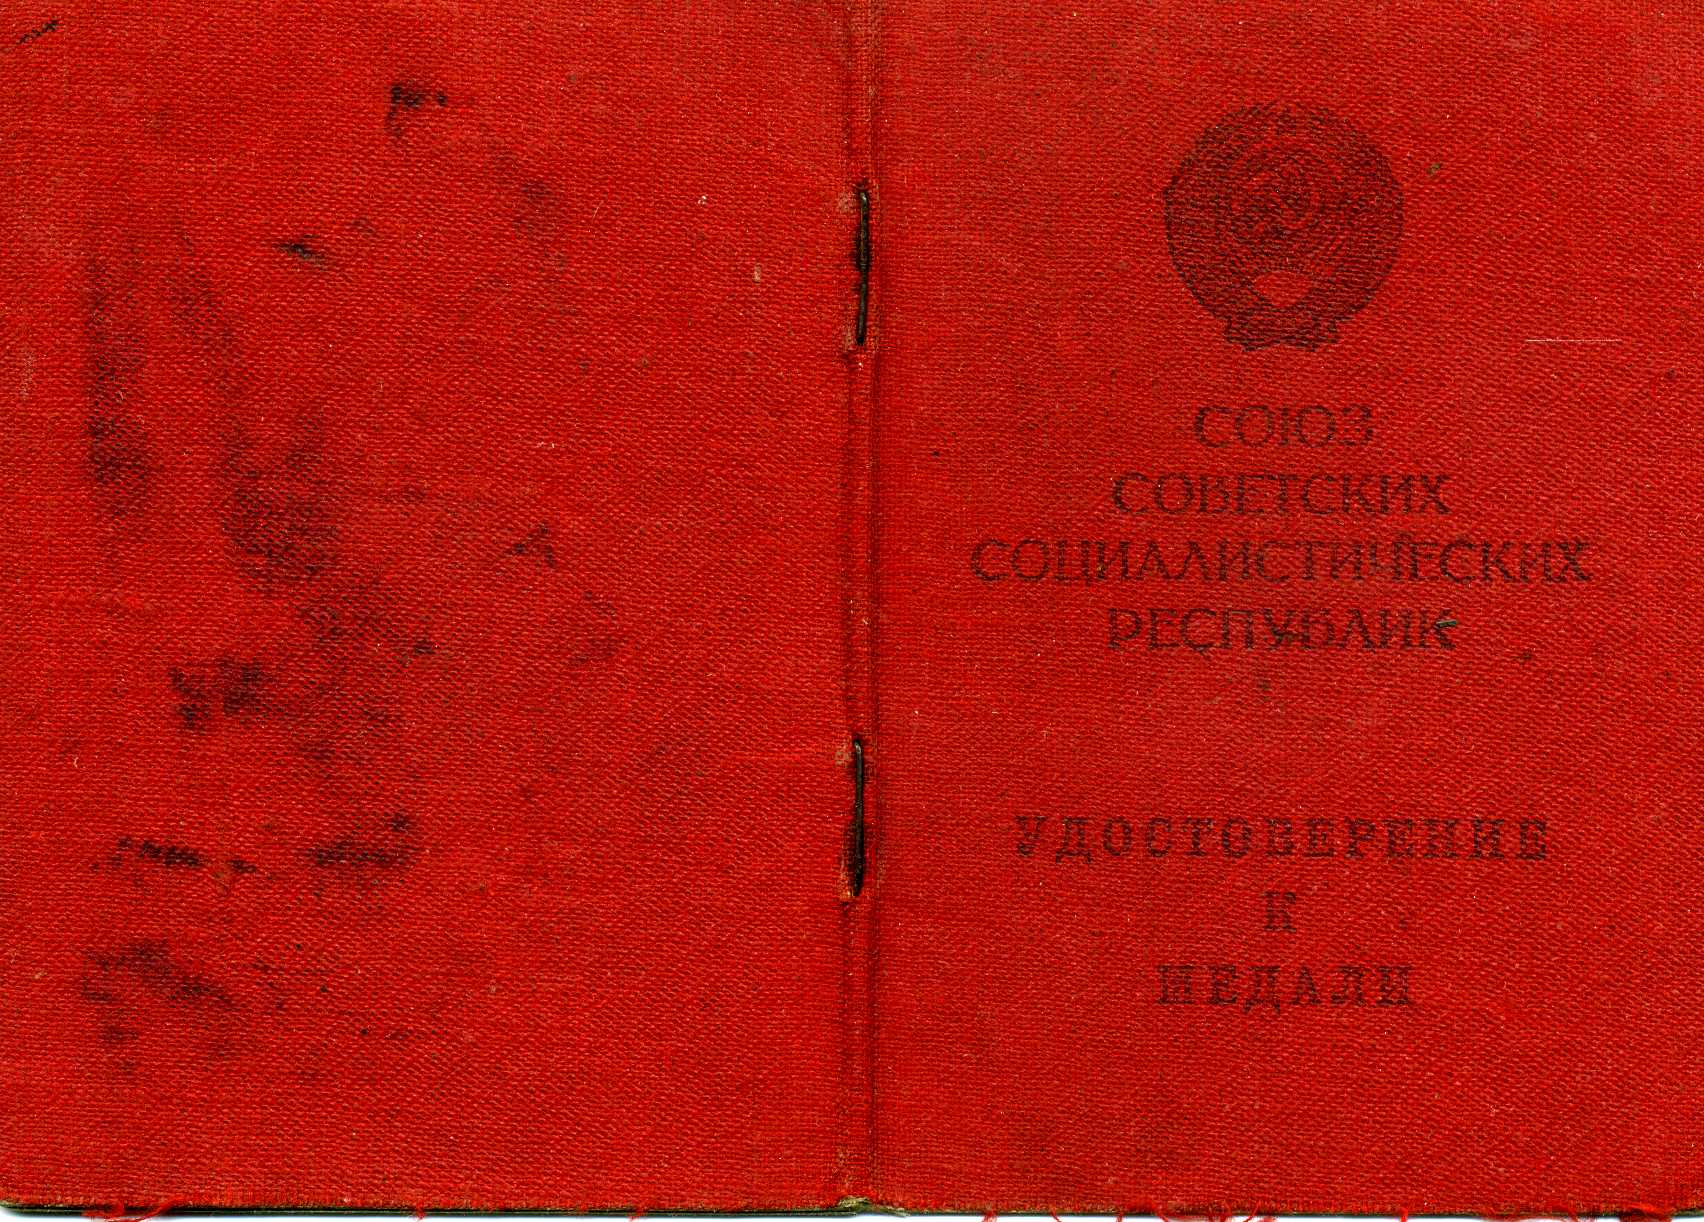 СОЮЗ
СОВЕТСКИХ
СОЦИАЛИСТИЧЕСКИХ
РЕСПУБЛИК
УДОСТОВЕРЕНИЕ
К
МЕДАЛИ